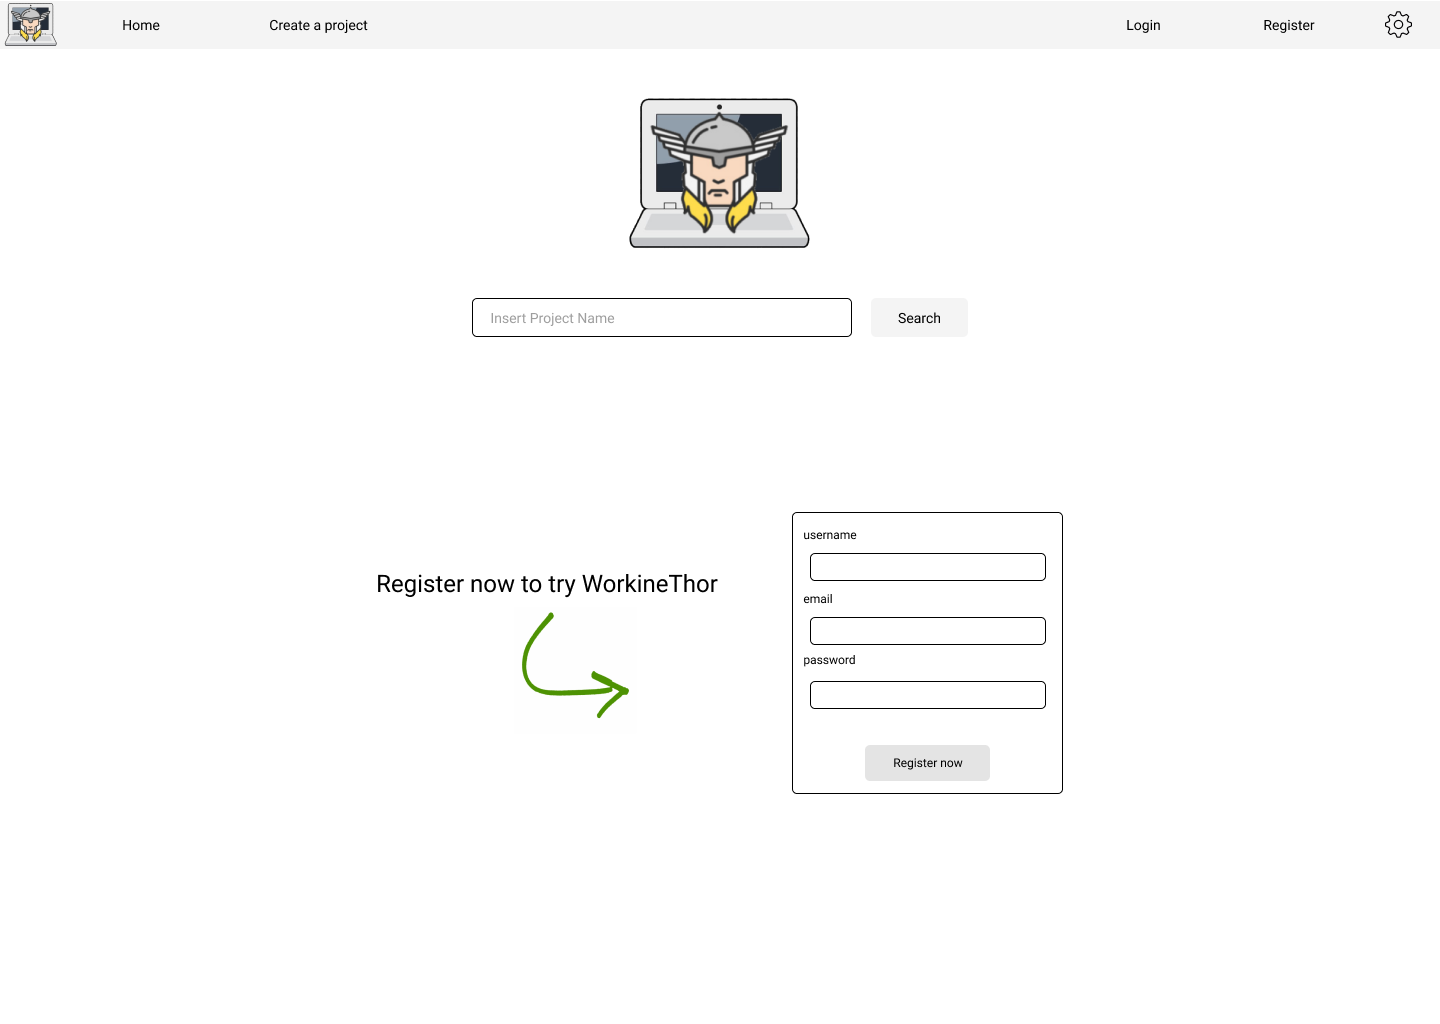 Home Create a project Login Register
Insert Project Name Search
Register now to try WorkineThor
username
email
password
Register now